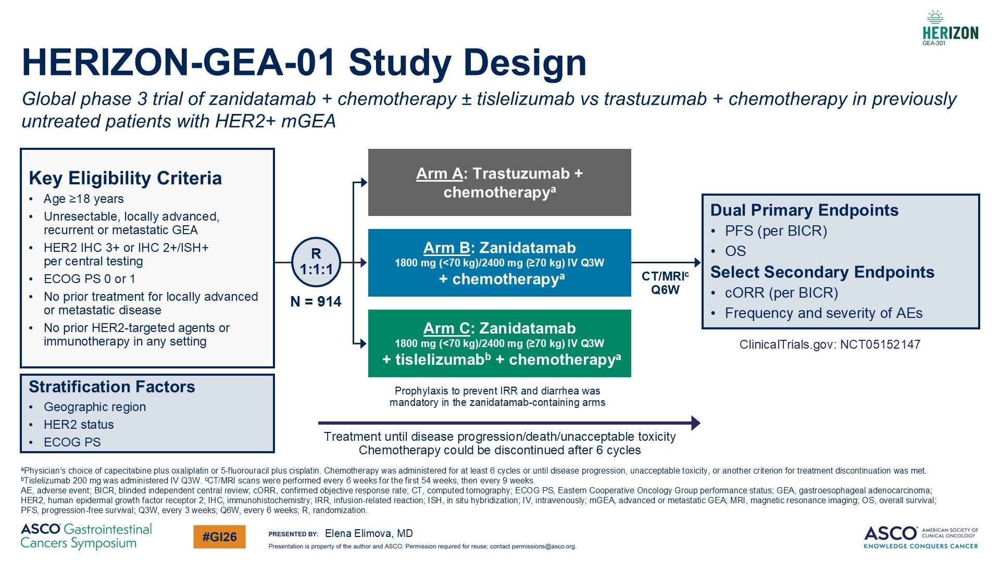 HERIZON
GEA-301
HERIZON-GEA-01 Study Design
Global phase 3 trial of zanidatamab + chemotherapy ± tislelizumab vs trastuzumab + chemotherapy in previously
untreated patients with HER2+ mGEA
Key Eligibility Criteria
• Age ≥18 years
• Unresectable, locally advanced,
recurrent or metastatic GEA
• HER2 IHC 3+ or IHC 2+/ISH+
per central testing
• ECOG PS 0 or 1
• No prior treatment for locally advanced
or metastatic disease
• No prior HER2-targeted agents or
immunotherapy in any setting
Stratification Factors
• Geographic region
• HER2 status
• ECOG PS
R
1:1:1
N = 914
Arm A: Trastuzumab +
chemotherapyᵃ
Arm B: Zanidatamab
1800 mg (<70 kg)/2400 mg (≥70 kg) IV Q3W
+ chemotherapyᵃ
Arm C: Zanidatamab
1800 mg (<70 kg)/2400 mg (≥70 kg) IV Q3W
+ tislelizumabᵇ + chemotherapyᵃ
Prophylaxis to prevent IRR and diarrhea was
mandatory in the zanidatamab-containing arms
Treatment until disease progression/death/unacceptable toxicity
Chemotherapy could be discontinued after 6 cycles
CT/MRIᶜ
Q6W
Dual Primary Endpoints
• PFS (per BICR)
• OS
Select Secondary Endpoints
• cORR (per BICR)
• Frequency and severity of AEs
ClinicalTrials.gov: NCT05152147
ᵃPhysician's choice of capecitabine plus oxaliplatin or 5-fluorouracil plus cisplatin. Chemotherapy was administered for at least 6 cycles or until disease progression, unacceptable toxicity, or another criterion for treatment discontinuation was met.
ᵇTislelizumab 200 mg was administered IV Q3W. ᶜCT/MRI scans were performed every 6 weeks for the first 54 weeks, then every 9 weeks.
AE, adverse event; BICR, blinded independent central review; cORR, confirmed objective response rate; CT, computed tomography; ECOG PS, Eastern Cooperative Oncology Group performance status; GEA, gastroesophageal adenocarcinoma;
HER2, human epidermal growth factor receptor 2; IHC, immunohistochemistry; IRR, infusion-related reaction; ISH, in situ hybridization; IV, intravenously; mGEA, advanced or metastatic GEA; MRI, magnetic resonance imaging; OS, overall survival;
PFS, progression-free survival; Q3W, every 3 weeks; Q6W, every 6 weeks; R, randomization.
ASCO Gastrointestinal
Cancers Symposium
#GI26
PRESENTED BY: Elena Elimova, MD
Presentation is property of the author and ASCO. Permission required for reuse; contact permissions@asco.org.
ASCO AMERICAN SOCIETY OF
CLINICAL ONCOLOGY
KNOWLEDGE CONQUERS CANCER